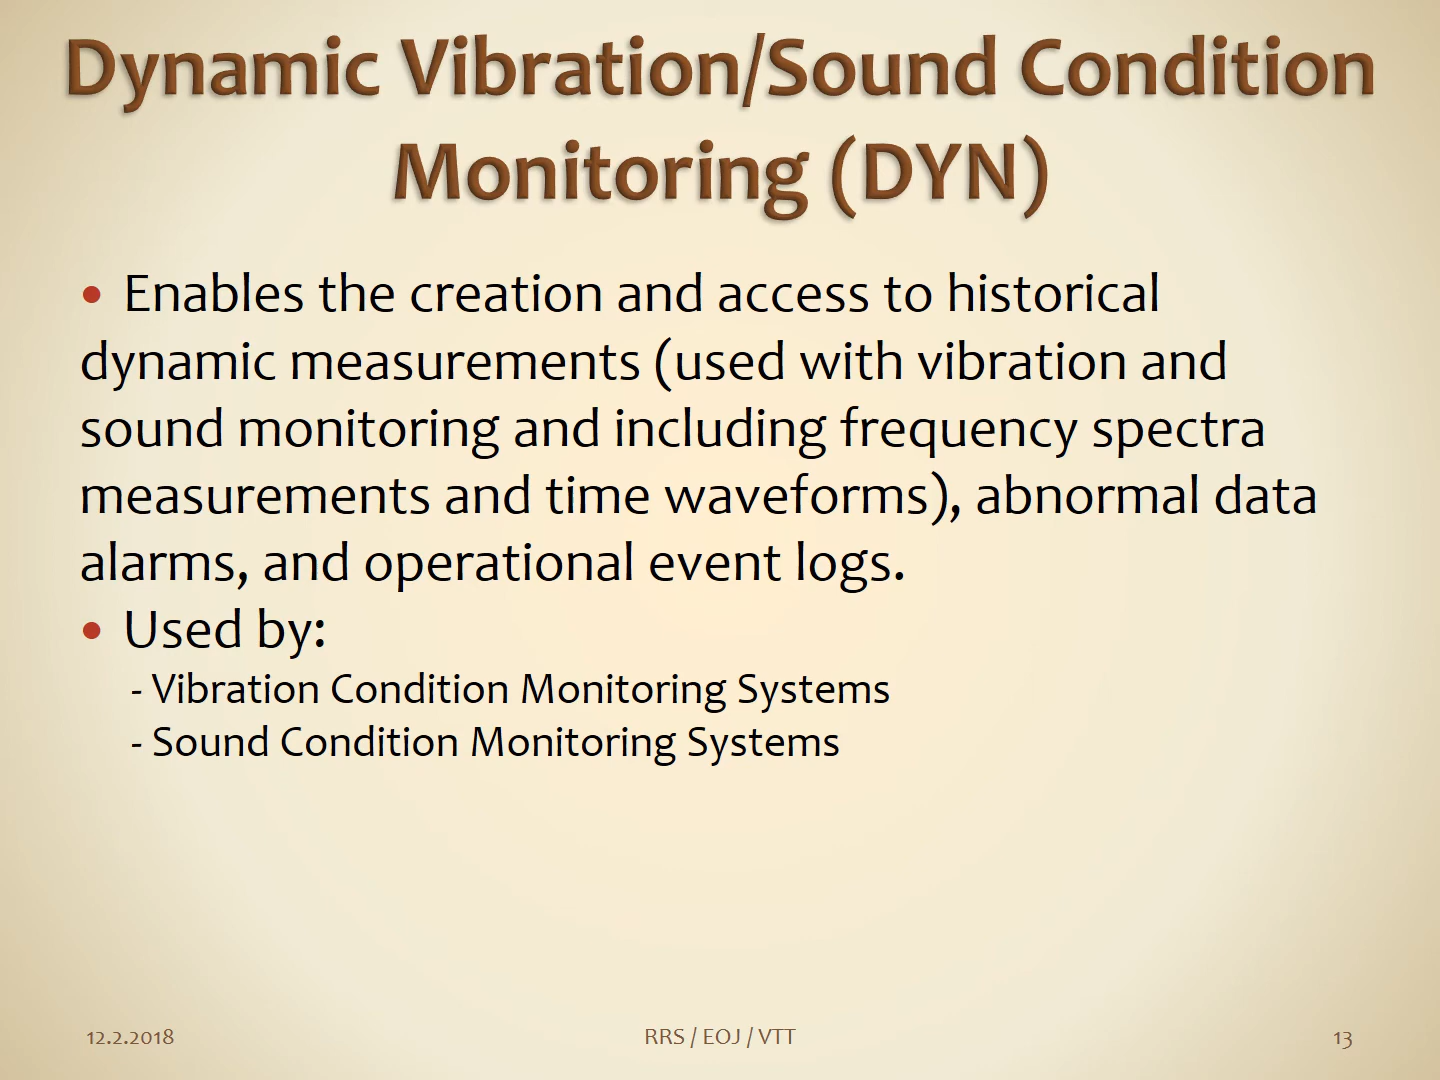 Dynamic Vibration/Sound Condition
Monitoring (DYN)
• Enables the creation and access to historical
dynamic measurements (used with vibration and
sound monitoring and including frequency spectra
measurements and time waveforms), abnormal data
alarms, and operational event logs.
• Used by:
- Vibration Condition Monitoring Systems
- Sound Condition Monitoring Systems
12.2.2018 RRS / EOJ / VTT 13